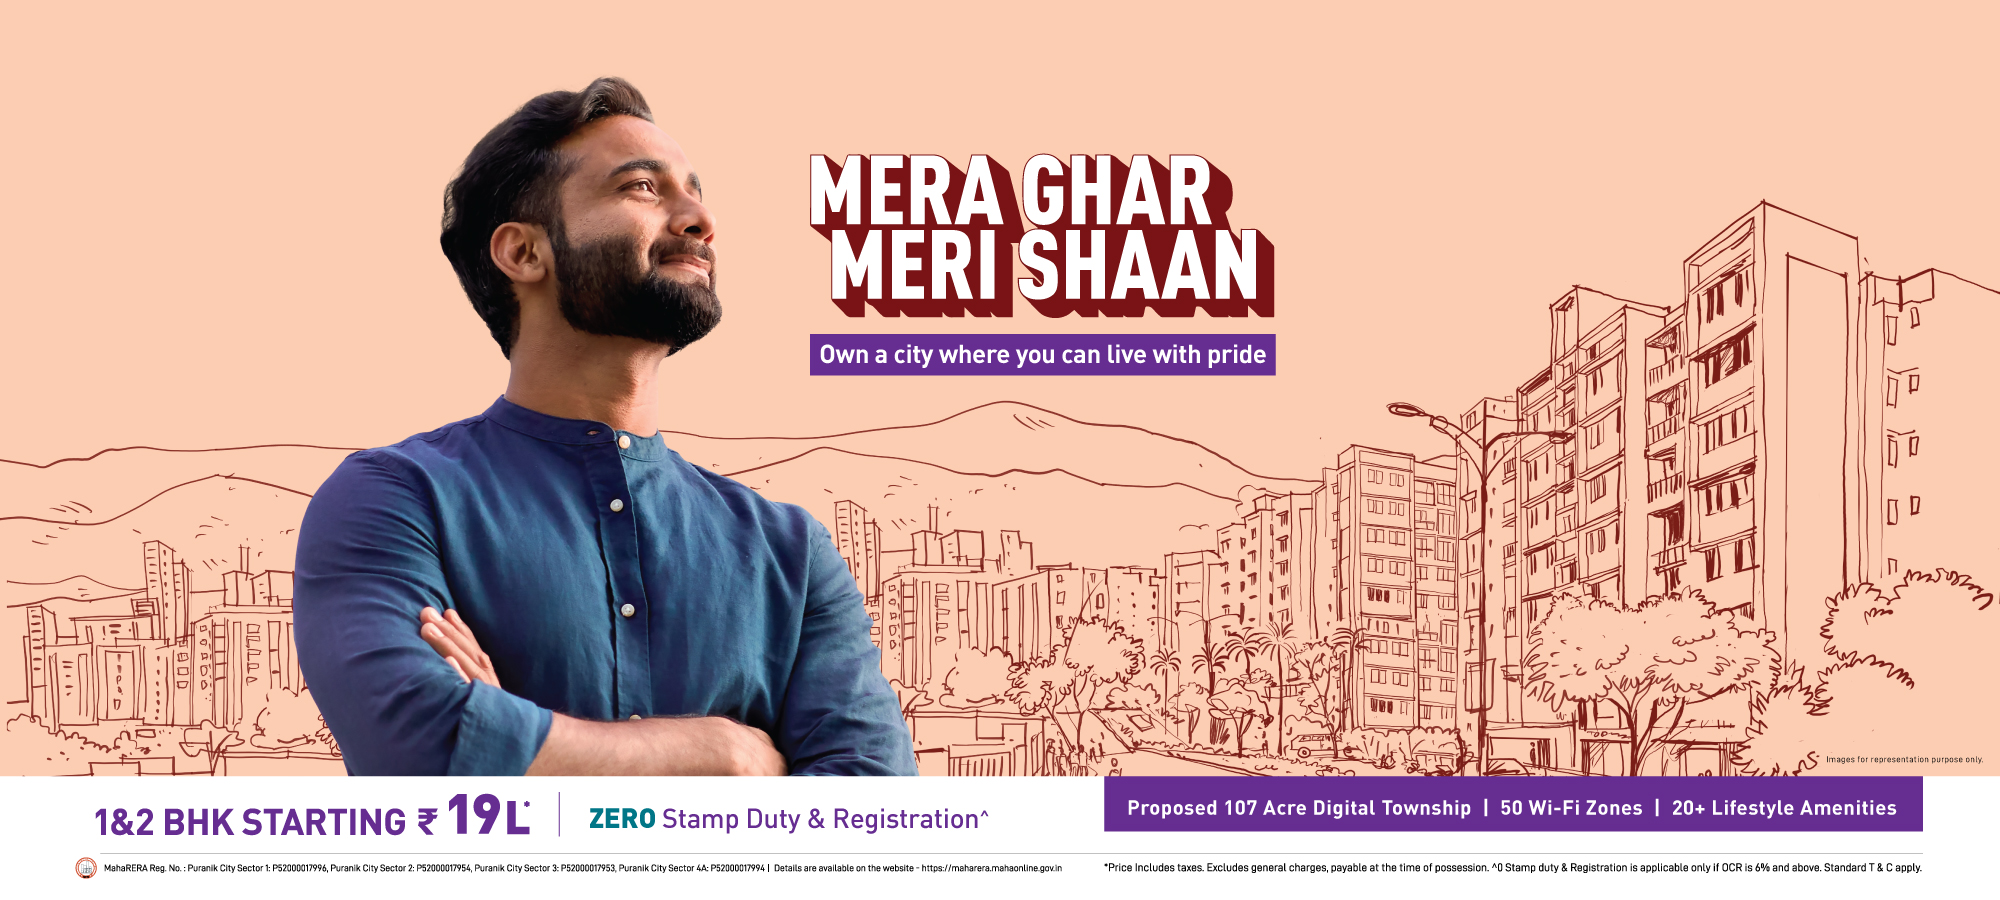 MERA GHAR
MERI SHAAN
Own a city where you can live with pride
Images for representation purpose only.
1&2 BHK STARTING ₹ 19L*
ZERO Stamp Duty & Registration^
Proposed 107 Acre Digital Township | 50 Wi-Fi Zones | 20+ Lifestyle Amenities
MahaRERA Reg. No. : Puranik City Sector 1: P52000017996, Puranik City Sector 2: P52000017954, Puranik City Sector 3: P52000017953, Puranik City Sector 4A: P52000017994 | Details are available on the website - https://maharera.mahaonline.gov.in
*Price Includes taxes. Excludes general charges, payable at the time of possession. ^0 Stamp duty & Registration is applicable only if OCR is 6% and above. Standard T & C apply.